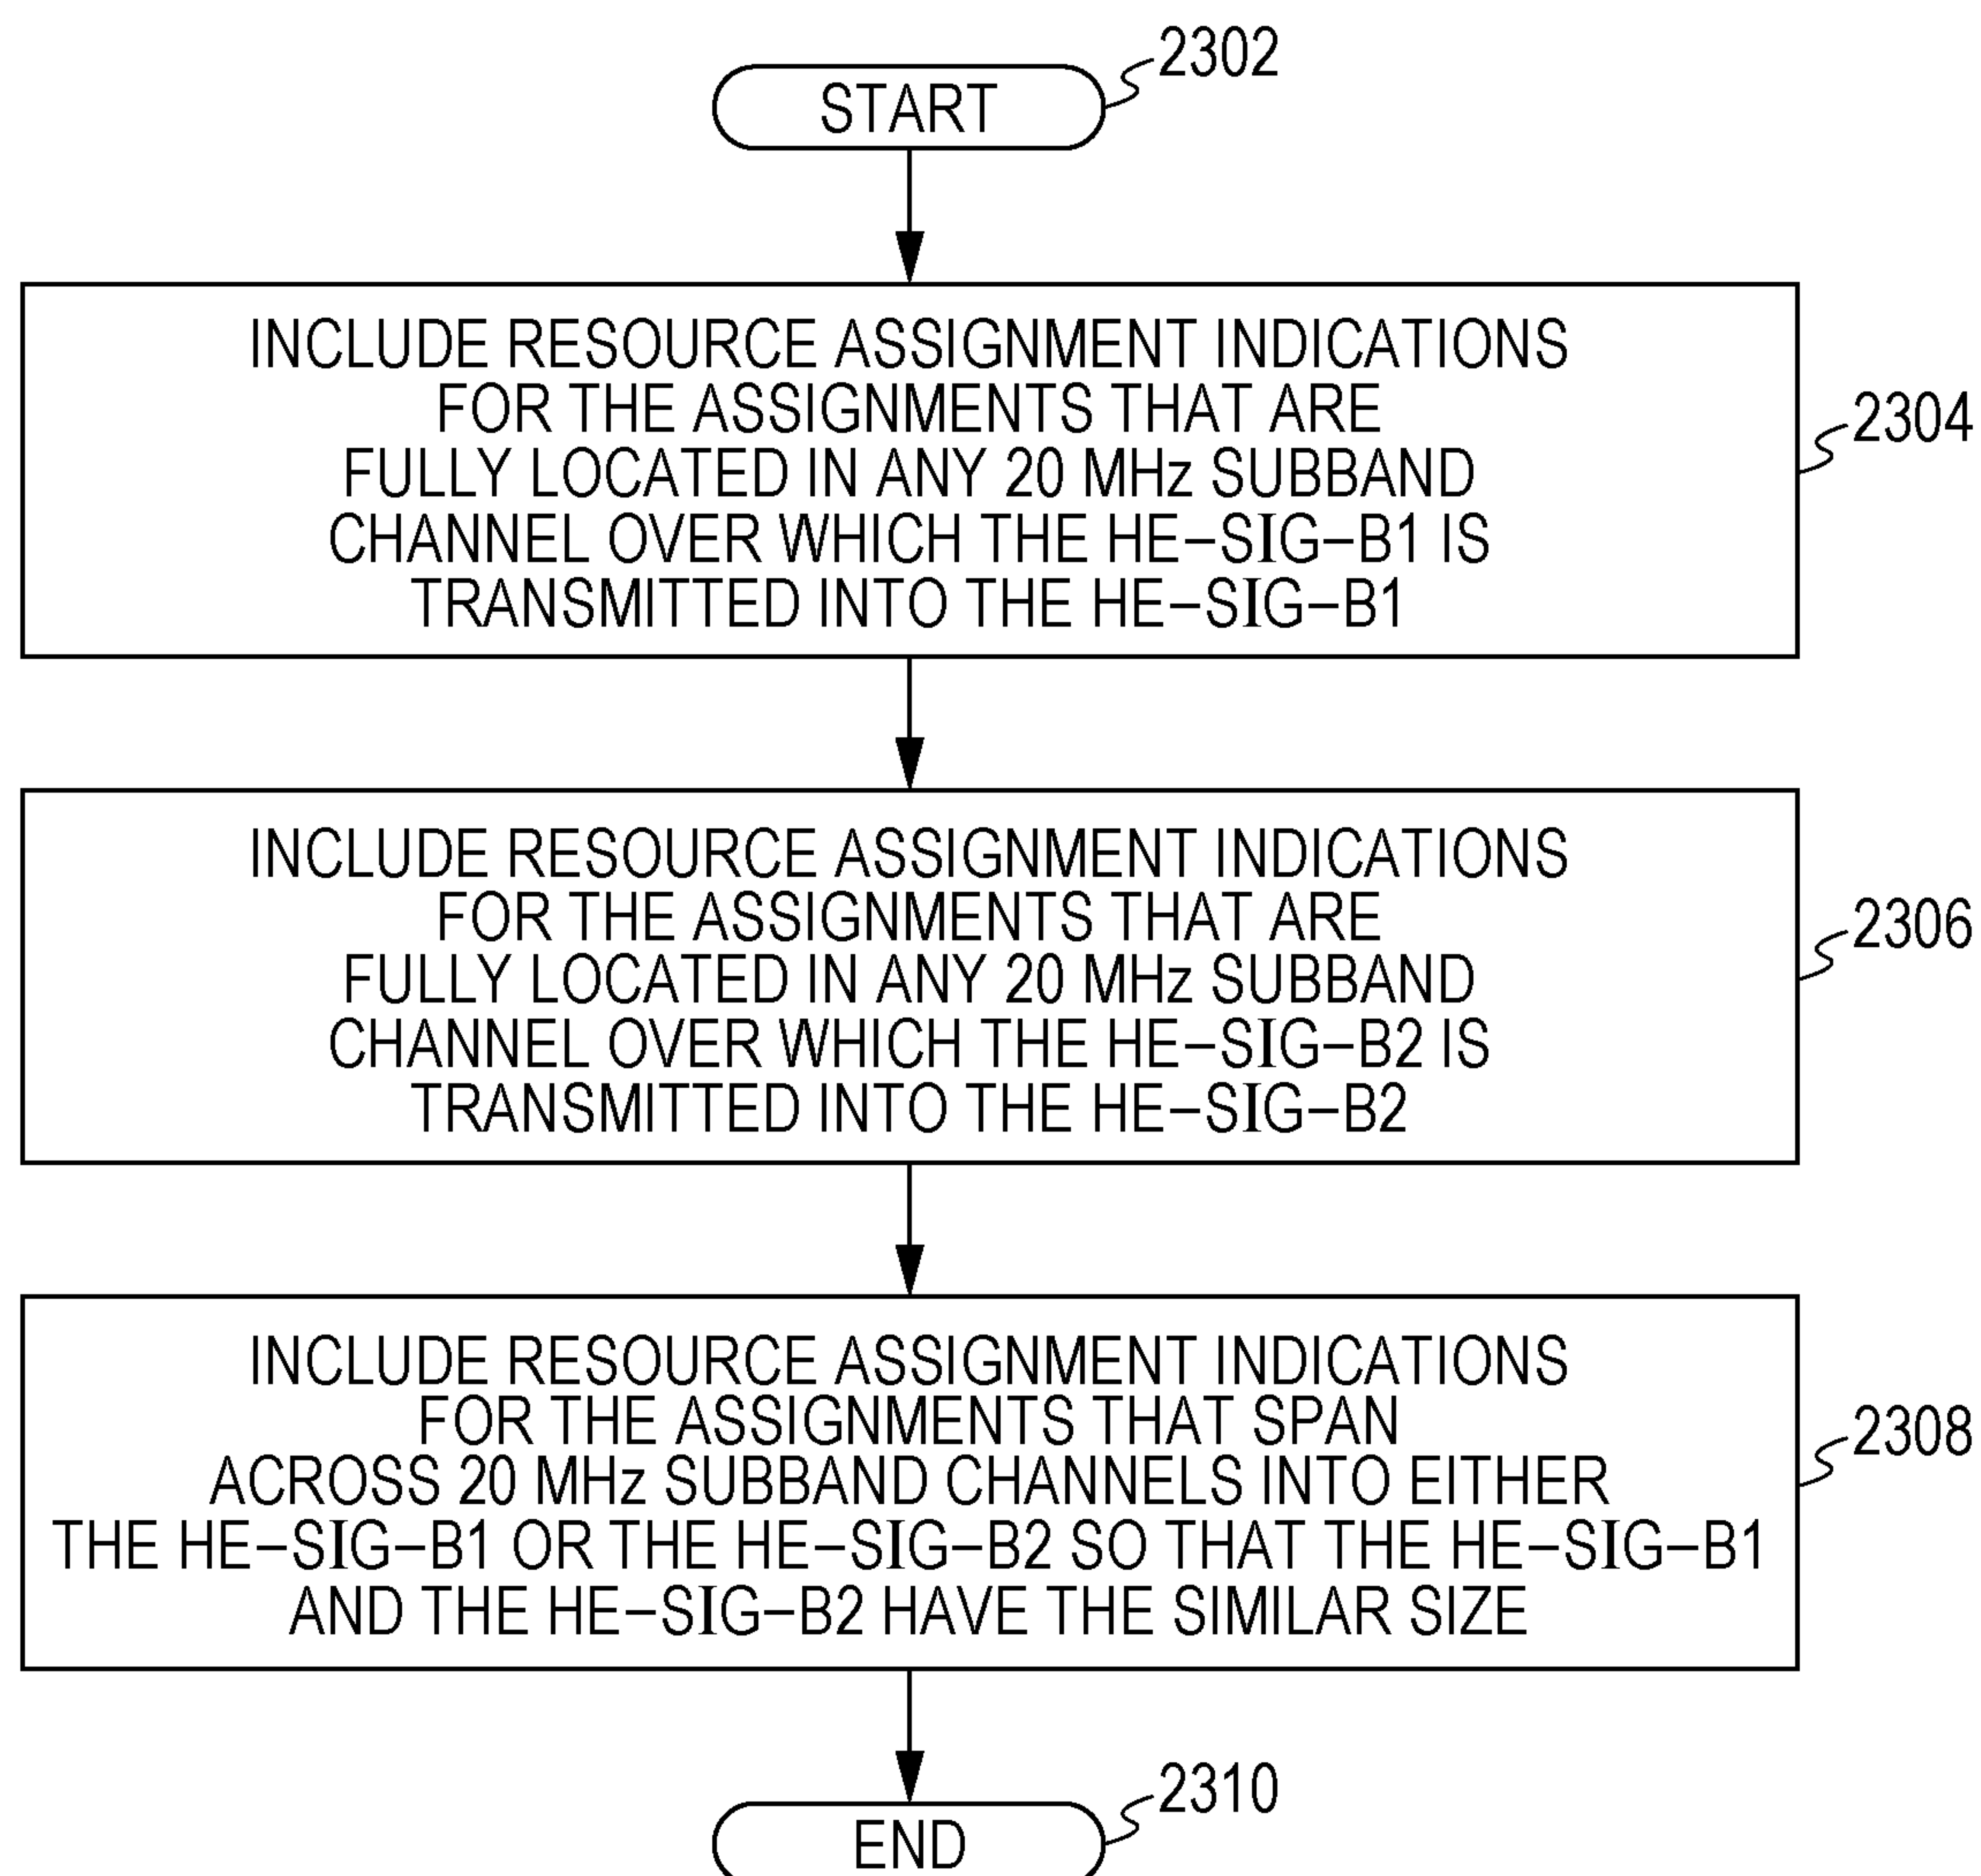 2302
START
INCLUDE RESOURCE ASSIGNMENT INDICATIONS
FOR THE ASSIGNMENTS THAT ARE
FULLY LOCATED IN ANY 20 MHz SUBBAND
CHANNEL OVER WHICH THE HE–SIG–B1 IS
TRANSMITTED INTO THE HE–SIG–B1
2304
INCLUDE RESOURCE ASSIGNMENT INDICATIONS
FOR THE ASSIGNMENTS THAT ARE
FULLY LOCATED IN ANY 20 MHz SUBBAND
CHANNEL OVER WHICH THE HE–SIG–B2 IS
TRANSMITTED INTO THE HE–SIG–B2
2306
INCLUDE RESOURCE ASSIGNMENT INDICATIONS
FOR THE ASSIGNMENTS THAT SPAN
ACROSS 20 MHz SUBBAND CHANNELS INTO EITHER
THE HE–SIG–B1 OR THE HE–SIG–B2 SO THAT THE HE–SIG–B1
AND THE HE–SIG–B2 HAVE THE SIMILAR SIZE
2308
2310
END